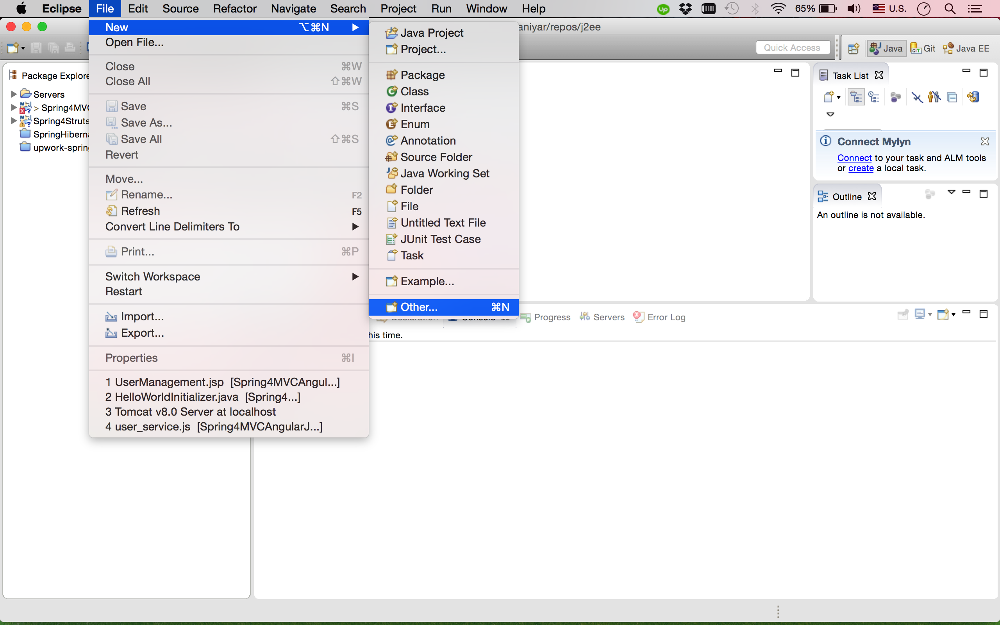 Eclipse File Edit Source Refactor Navigate Search Project Run Window Help 65% U.S.
aniyar/repos/j2ee
Quick Access Java Git Java EE
Package Explore
Servers
> Spring4MV
Spring4Struts
SpringHiberna
upwork-spring
New ⌥⌘N
Open File...
Close ⌘W
Close All ⇧⌘W
Save ⌘S
Save As...
Save All ⇧⌘S
Revert
Move...
Rename... F2
Refresh F5
Convert Line Delimiters To
Print... ⌘P
Switch Workspace
Restart
Import...
Export...
Properties ⌘I
1 UserManagement.jsp [Spring4MVCAngul...]
2 HelloWorldInitializer.java [Spring4...]
3 Tomcat v8.0 Server at localhost
4 user_service.js [Spring4MVCAngularJ...]
Java Project
Project...
Package
Class
Interface
Enum
Annotation
Source Folder
Java Working Set
Folder
File
Untitled Text File
JUnit Test Case
Task
Example...
Other... ⌘N
Task List
Connect Mylyn
Connect to your task and ALM tools
or create a local task.
Outline
An outline is not available.
Declaration Console Progress Servers Error Log
his time.